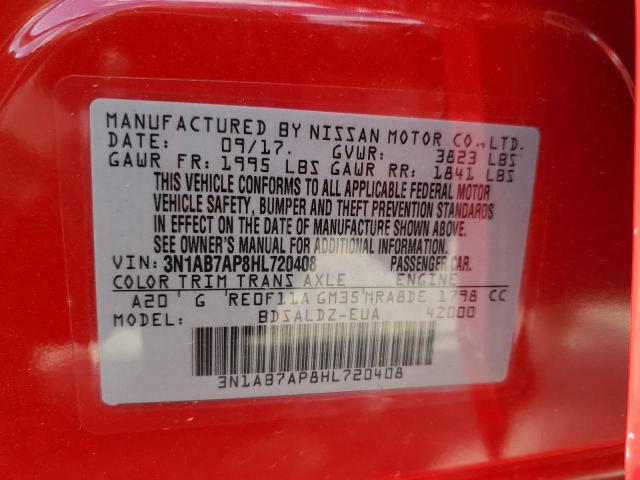 MANUFACTURED BY NISSAN MOTOR CO., LTD.
DATE: 09/17. GVWR: 3823 LBS
GAWR FR: 1995 LBS GAWR RR: 1841 LBS
THIS VEHICLE CONFORMS TO ALL APPLICABLE FEDERAL MOTOR
VEHICLE SAFETY, BUMPER AND THEFT PREVENTION STANDARDS
IN EFFECT ON THE DATE OF MANUFACTURE SHOWN ABOVE.
SEE OWNER'S MANUAL FOR ADDITIONAL INFORMATION.
VIN: 3N1AB7AP8HL720408 PASSENGER CAR.
COLOR TRIM TRANS AXLE ENGINE
A20 G RE0F11A GM35 MRA8DE 1798 CC
MODEL: BDSALDZ-EUA 42000
3N1AB7AP8HL720408